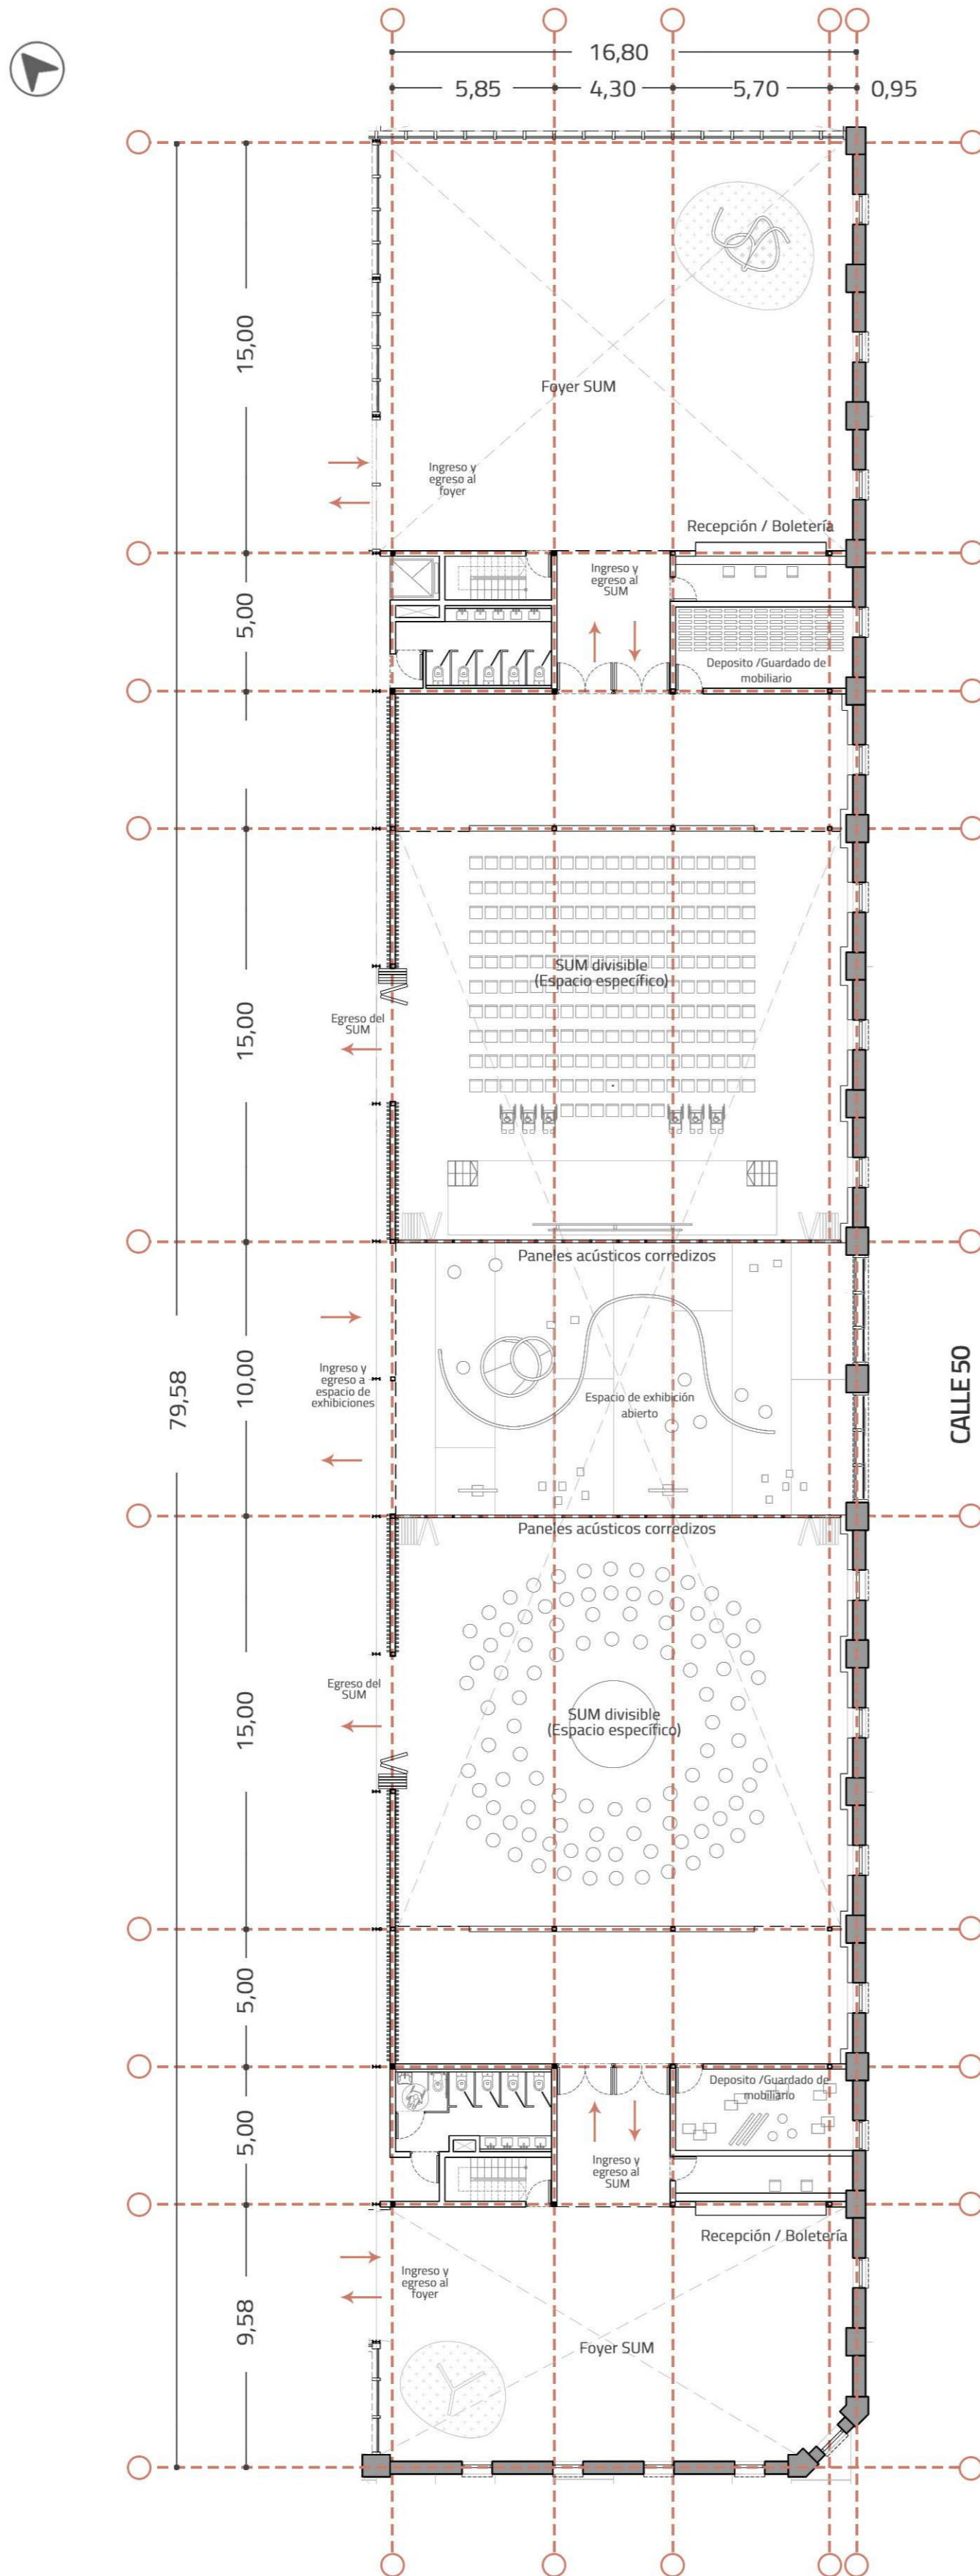 16,80
5,85
4,30
5,70
0,95
15,00
Foyer SUM
Ingreso y
egreso al
foyer
Recepción / Boletería
5,00
Ingreso y
egreso al
SUM
Deposito /Guardado de
mobiliario
SUM divisible
(Espacio específico)
Egreso del
SUM
15,00
Paneles acústicos corredizos
79,58
10,00
Ingreso y
egreso a
espacio de
exhibiciones
Espacio de exhibición
abierto
CALLE 50
Paneles acústicos corredizos
Egreso del
SUM
15,00
SUM divisible
(Espacio específico)
5,00
Deposito /Guardado de
mobiliario
5,00
Ingreso y
egreso al
SUM
Recepción / Boletería
Ingreso y
egreso al
foyer
9,58
Foyer SUM